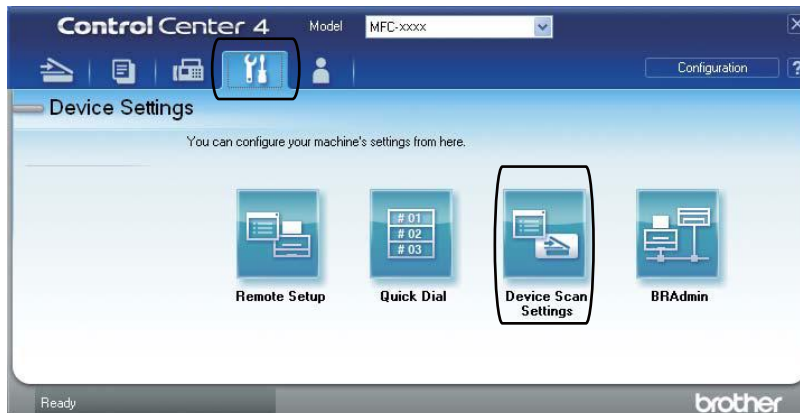 Control Center 4 Model MFC-xxxx X
Configuration ?
Device Settings
You can configure your machine's settings from here.
# 01
# 02
# 03
Remote Setup Quick Dial Device Scan Settings BRAdmin
Ready brother